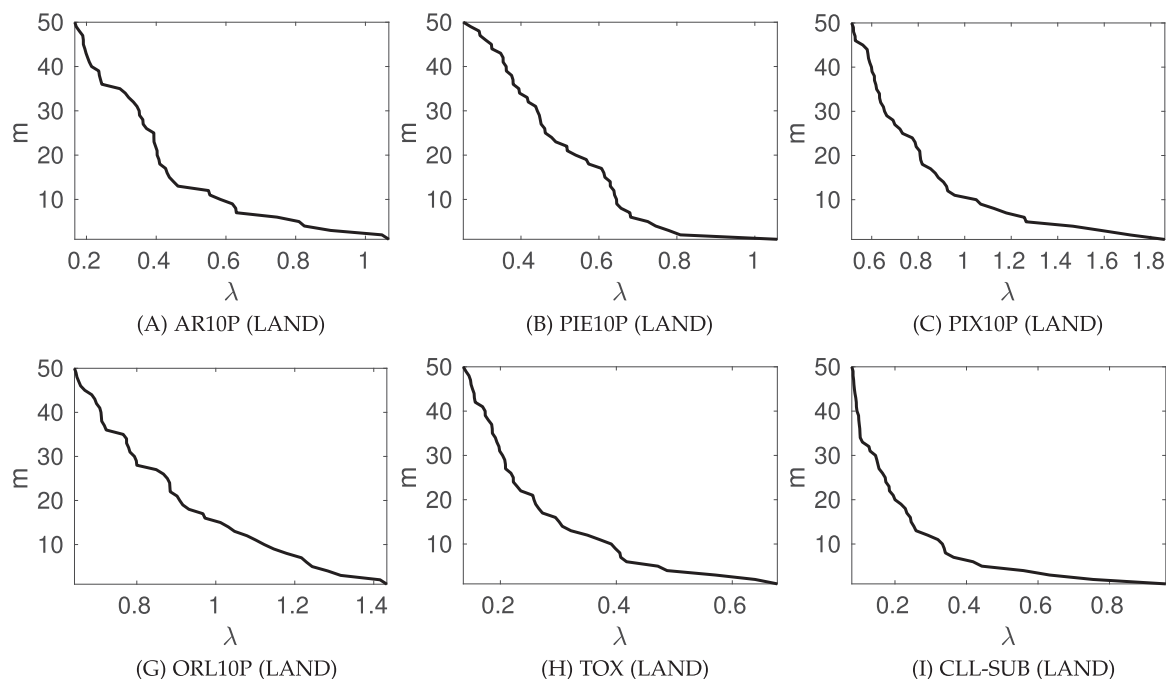 50
40
30
20
10
m
0.2 0.4 0.6 0.8 1
λ
(A) AR10P (LAND)
50
40
30
20
10
m
0.4 0.6 0.8 1
λ
(B) PIE10P (LAND)
50
40
30
20
10
m
0.6 0.8 1 1.2 1.4 1.6 1.8
λ
(C) PIX10P (LAND)
50
40
30
20
10
m
0.8 1 1.2 1.4
λ
(G) ORL10P (LAND)
50
40
30
20
10
m
0.2 0.4 0.6
λ
(H) TOX (LAND)
50
40
30
20
10
m
0.2 0.4 0.6 0.8
λ
(I) CLL-SUB (LAND)